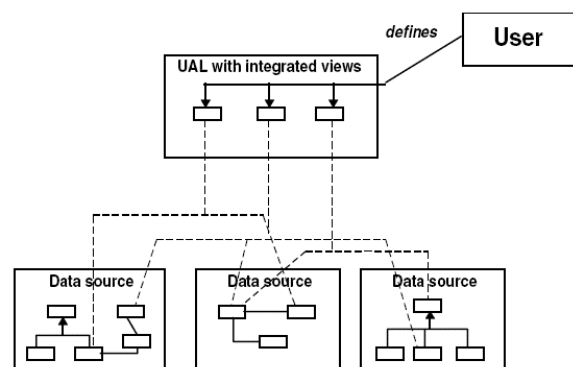 defines
User
UAL with integrated views
Data source
Data source
Data source